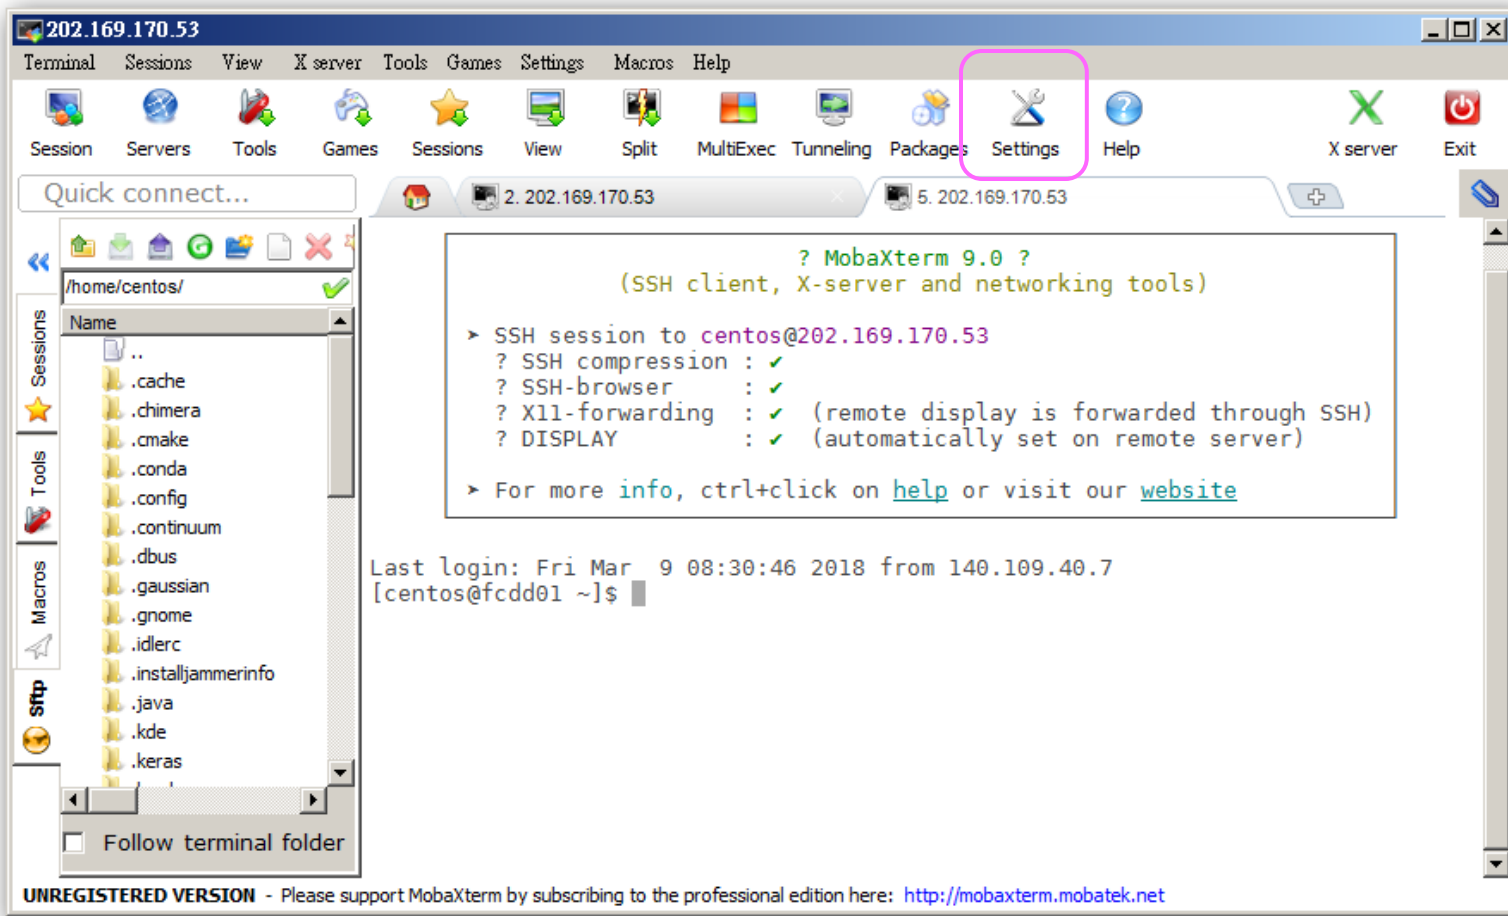 202.169.170.53
Terminal Sessions View X server Tools Games Settings Macros Help
Session Servers Tools Games Sessions View Split MultiExec Tunneling Packages Settings Help X server Exit
Quick connect...
2. 202.169.170.53
5. 202.169.170.53
/home/centos/
Name
..
.cache
.chimera
.cmake
.conda
.config
.continuum
.dbus
.gaussian
.gnome
.idlerc
.installjammerinfo
.java
.kde
.keras
Follow terminal folder
Sessions
Tools
Macros
Sftp
? MobaXterm 9.0 ?
(SSH client, X-server and networking tools)
➤ SSH session to centos@202.169.170.53
? SSH compression : ✔
? SSH-browser : ✔
? X11-forwarding : ✔ (remote display is forwarded through SSH)
? DISPLAY : ✔ (automatically set on remote server)
➤ For more info, ctrl+click on help or visit our website
Last login: Fri Mar 9 08:30:46 2018 from 140.109.40.7
[centos@fcdd01 ~]$
UNREGISTERED VERSION - Please support MobaXterm by subscribing to the professional edition here: http://mobaxterm.mobatek.net